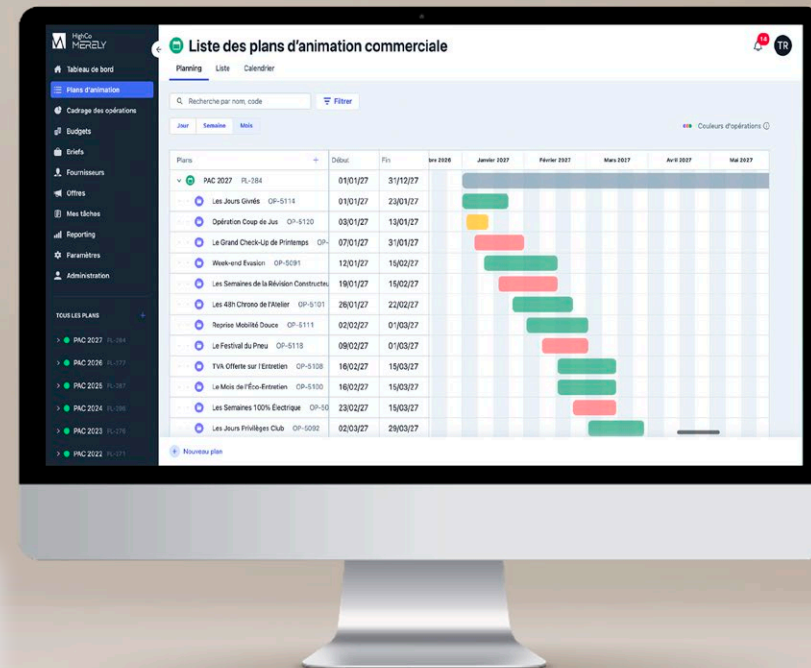 HighCo
MERELY
Tableau de bord
Plans d'animation
Cadrage des opérations
Budgets
Briefs
Fournisseurs
Offres
Mes tâches
Reporting
Paramètres
Administration
TOUS LES PLANS +
PAC 2027 PL-284
PAC 2026
PAC 2025
PAC 2024
PAC 2023
PAC 2022
Liste des plans d'animation commerciale
14
TR
Planning Liste Calendrier
Recherche par nom, code
Filtrer
Jour Semaine Mois
Couleurs d'opérations
Plans + Début Fin bre 2026 Janvier 2027 Février 2027 Mars 2027 Avril 2027 Mai 2027
PAC 2027 PL-284 01/01/27 31/12/27
Les Jours Givrés OP-5114 01/01/27 23/01/27
Opération Coup de Jus OP-5120 03/01/27 13/01/27
Le Grand Check-Up de Printemps OP- 07/01/27 31/01/27
Week-end Evasion OP-5091 12/01/27 15/02/27
Les Semaines de la Révision Constructeu 19/01/27 15/02/27
Les 48h Chrono de l'Atelier OP-5101 26/01/27 22/02/27
Reprise Mobilité Douce OP-5111 02/02/27 01/03/27
Le Festival du Pneu OP-5113 09/02/27 01/03/27
TVA Offerte sur l'Entretien OP-5108 16/02/27 15/03/27
Le Mois de l'Éco-Entretien OP-5100 16/02/27 15/03/27
Les Semaines 100% Électrique OP-50 23/02/27 15/03/27
Les Jours Privilèges Club OP-5092 02/03/27 29/03/27
+ Nouveau plan